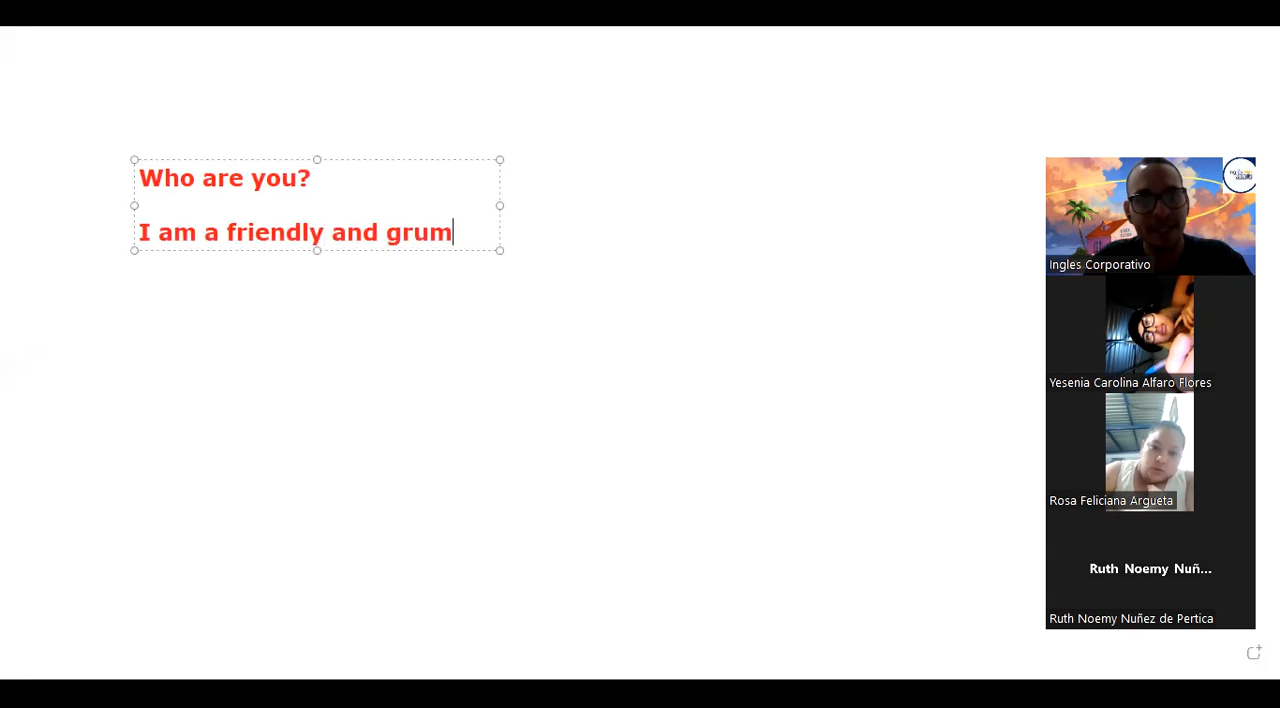 Who are you?
I am a friendly and grum
Ingles Corporativo
Yesenia Carolina Alfaro Flores
Rosa Feliciana Argueta
Ruth Noemy Nuñ...
Ruth Noemy Nuñez de Pertica